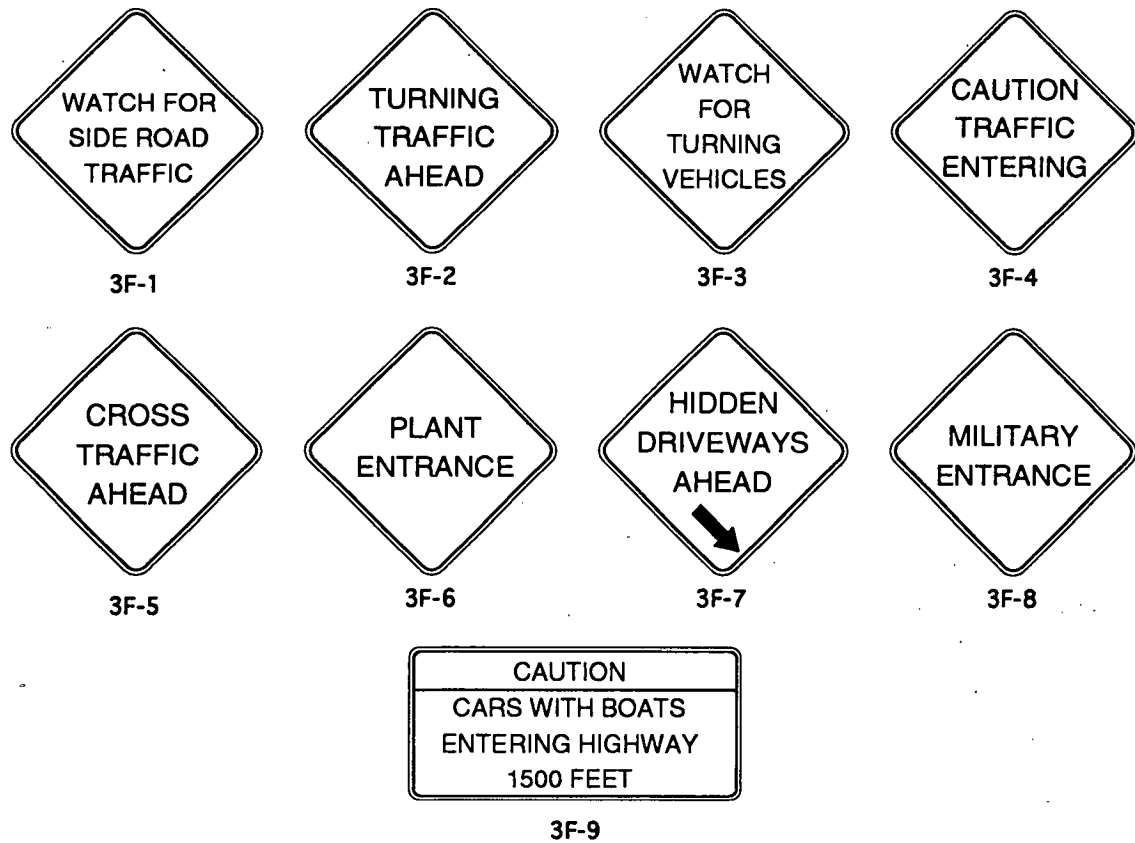 WATCH FOR
SIDE ROAD
TRAFFIC
3F-1
TURNING
TRAFFIC
AHEAD
3F-2
WATCH
FOR
TURNING
VEHICLES
3F-3
CAUTION
TRAFFIC
ENTERING
3F-4
CROSS
TRAFFIC
AHEAD
3F-5
PLANT
ENTRANCE
3F-6
HIDDEN
DRIVEWAYS
AHEAD
3F-7
MILITARY
ENTRANCE
3F-8
CAUTION
CARS WITH BOATS
ENTERING HIGHWAY
1500 FEET
3F-9